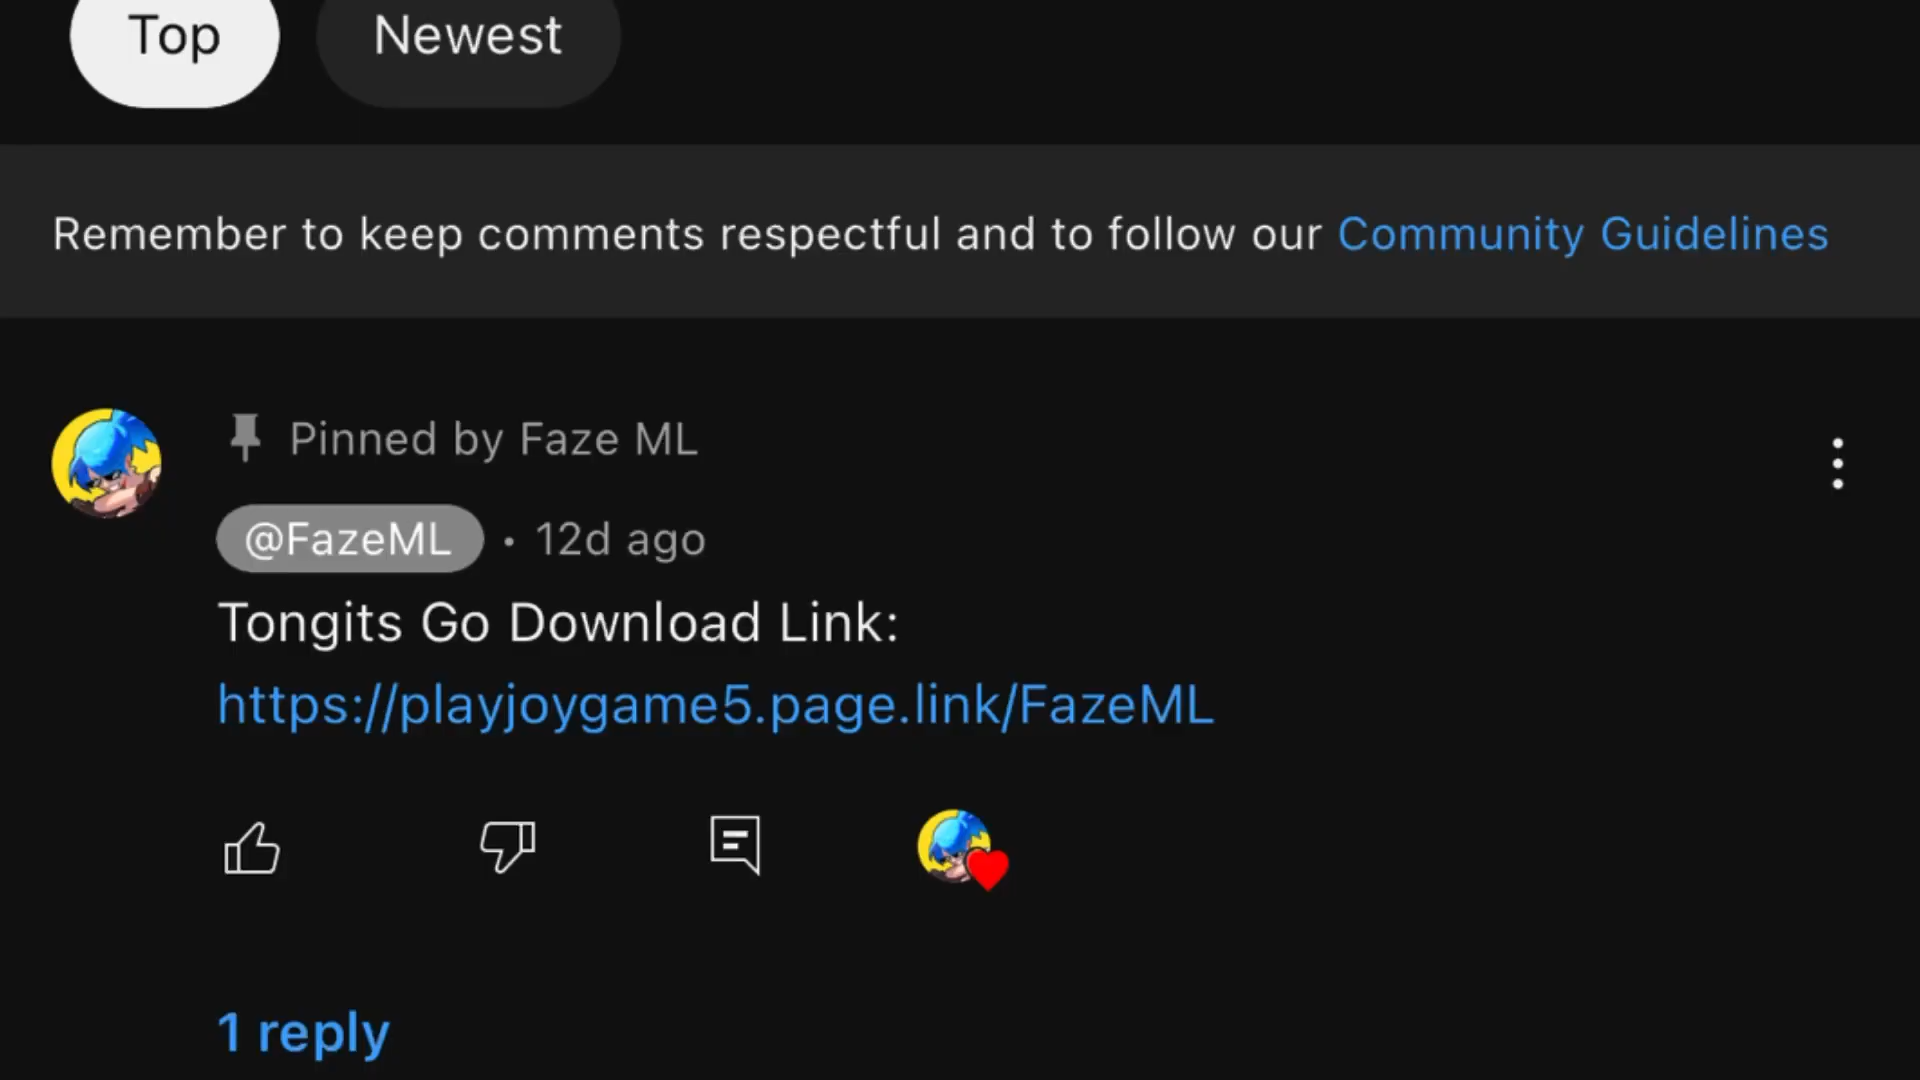 Top
Newest
Remember to keep comments respectful and to follow our Community Guidelines
Pinned by Faze ML
@FazeML • 12d ago
Tongits Go Download Link:
https://playjoygame5.page.link/FazeML
1 reply